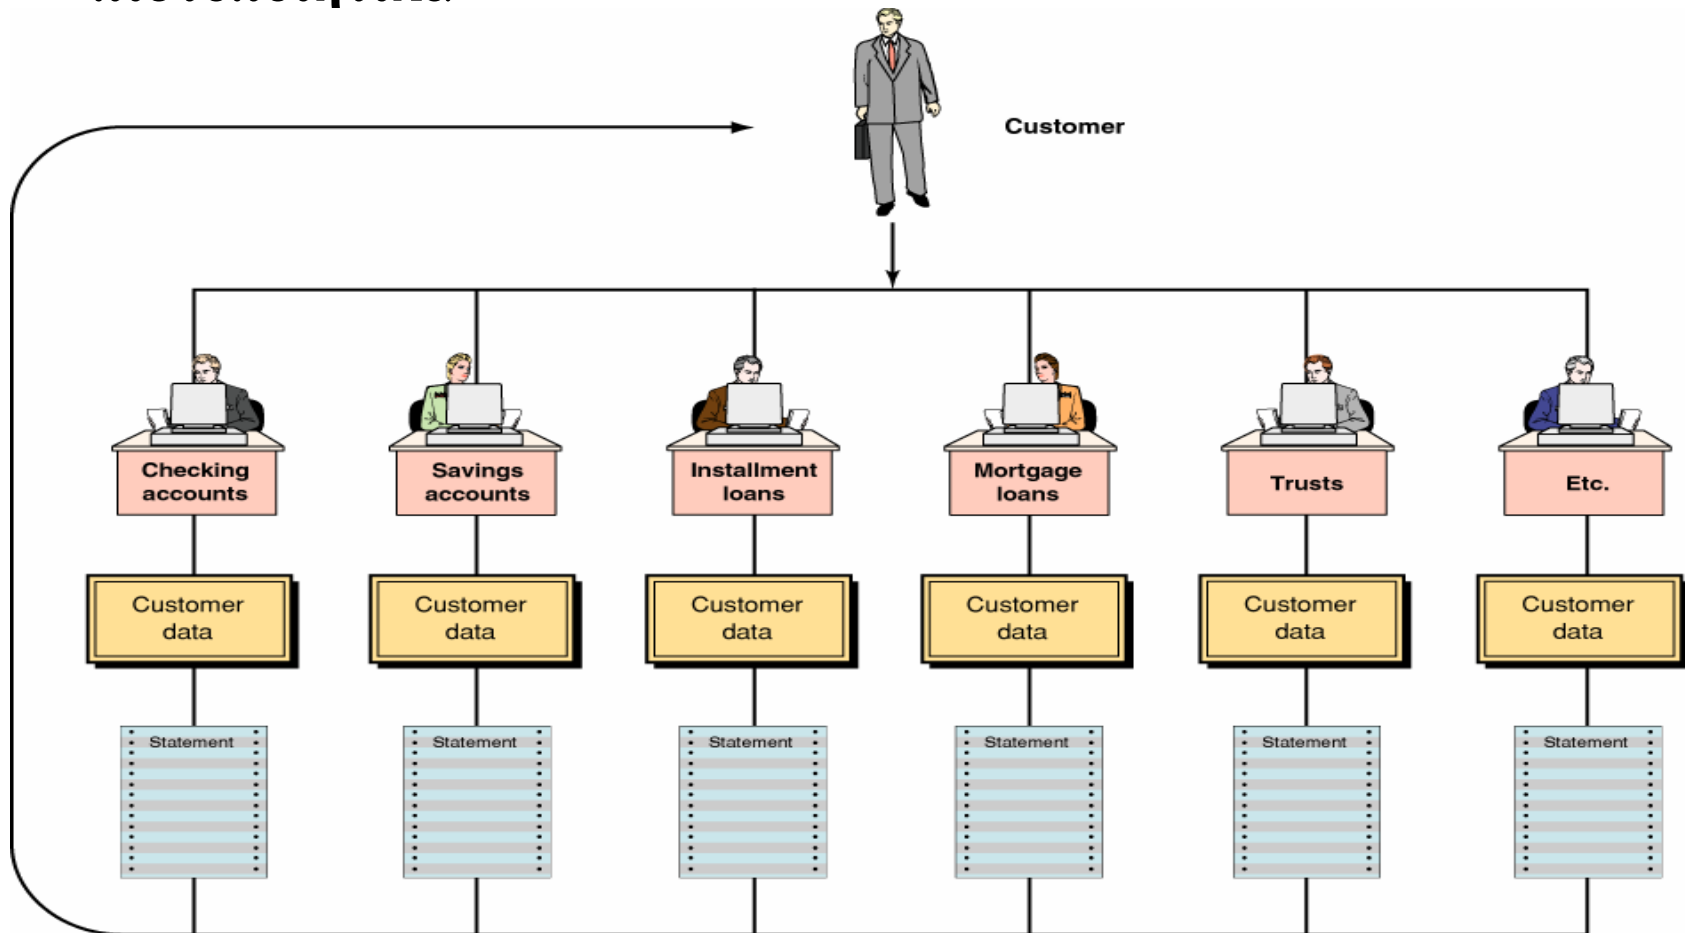 Customer
Checking
accounts
Savings
accounts
Installment
loans
Mortgage
loans
Trusts
Etc.
Customer
data
Customer
data
Customer
data
Customer
data
Customer
data
Customer
data
Statement
Statement
Statement
Statement
Statement
Statement